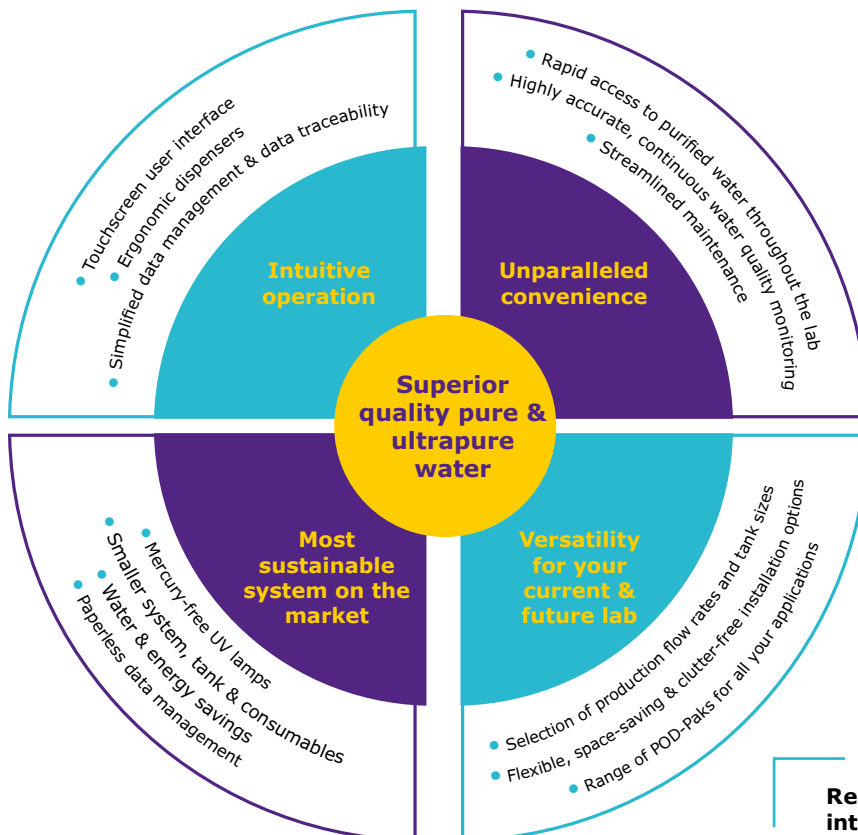 Touchscreen user interface
Ergonomic dispensers
Simplified data management & data traceability
Intuitive
operation
Rapid access to purified water throughout the lab
Highly accurate, continuous water quality monitoring
Streamlined maintenance
Unparalleled
convenience
Superior
quality pure &
ultrapure
water
Most
sustainable
system on the
market
Mercury-free UV lamps
Smaller system, tank & consumables
Water & energy savings
Paperless data management
Versatility
for your
current &
future lab
Selection of production flow rates and tank sizes
Flexible, space-saving & clutter-free installation options
Range of POD-Paks for all your applications